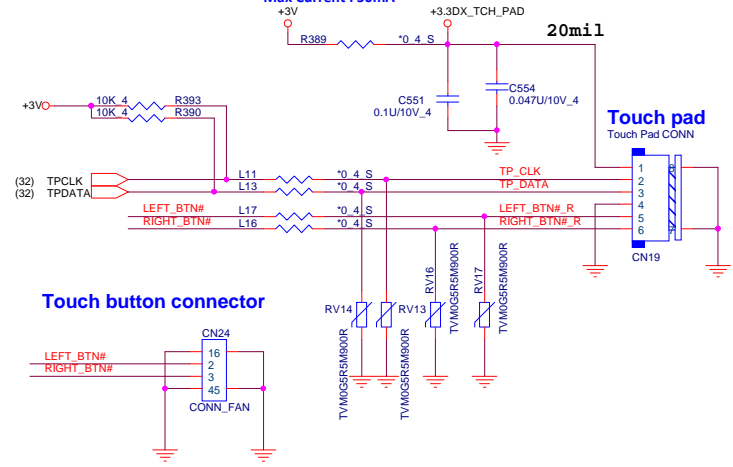 Max Current : 50mA
+3V
+3.3DX_TCH_PAD
R389
*0_4_S
20mil
C551
0.1U/10V_4
C554
0.047U/10V_4
+3V
10K_4
R393
10K_4
R390
Touch pad
Touch Pad CONN
(32) TPCLK
(32) TPDATA
L11
*0_4_S
TP_CLK
L13
*0_4_S
TP_DATA
LEFT_BTN#
L17
*0_4_S
LEFT_BTN#_R
RIGHT_BTN#
L16
*0_4_S
RIGHT_BTN#_R
1
2
3
4
5
6
CN19
RV14
TVM0G5R5M900R
RV13
TVM0G5R5M900R
RV16
TVM0G5R5M900R
RV17
TVM0G5R5M900R
Touch button connector
CN24
LEFT_BTN#
RIGHT_BTN#
16
2
3
45
CONN_FAN